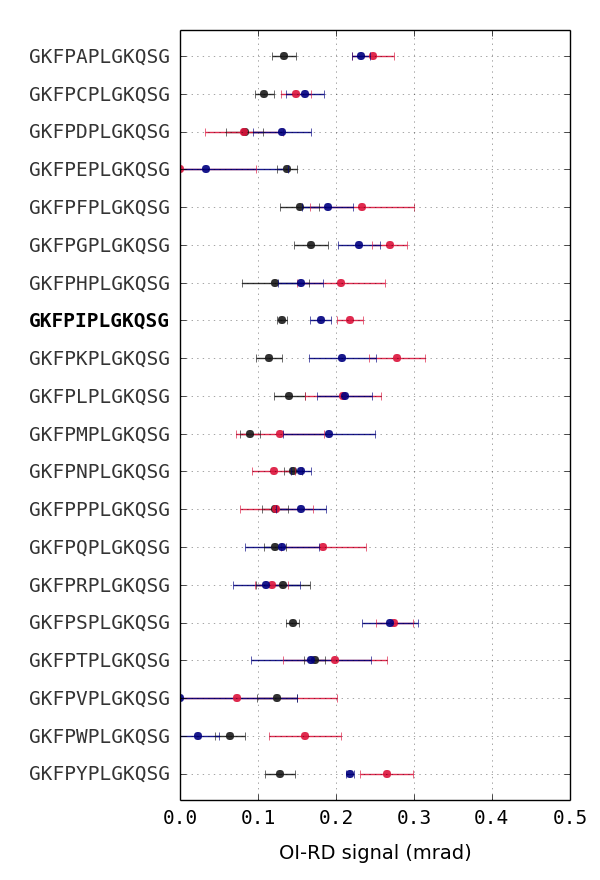 GKFPAPLGKQSG
GKFPCPLGKQSG
GKFPDPLGKQSG
GKFPEPLGKQSG
GKFPFPLGKQSG
GKFPGPLGKQSG
GKFPHPLGKQSG
GKFPIPLGKQSG
GKFPKPLGKQSG
GKFPLPLGKQSG
GKFPMPLGKQSG
GKFPNPLGKQSG
GKFPPPLGKQSG
GKFPQPLGKQSG
GKFPRPLGKQSG
GKFPSPLGKQSG
GKFPTPLGKQSG
GKFPVPLGKQSG
GKFPWPLGKQSG
GKFPYPLGKQSG
0.0 0.1 0.2 0.3 0.4 0.5
OI-RD signal (mrad)